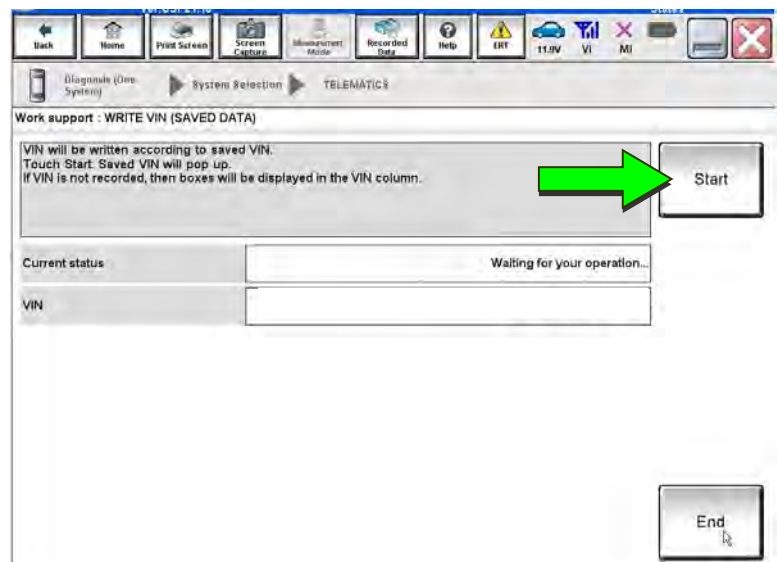 Back
Home
Print Screen
Screen
Capture
Measurement
Mode
Recorded
Data
Help
ERT
11.9V
VI
MI
Diagnosis (One
System)
System Selection
TELEMATICS
Work support : WRITE VIN (SAVED DATA)
VIN will be written according to saved VIN.
Touch Start. Saved VIN will pop up.
If VIN is not recorded, then boxes will be displayed in the VIN column.
Start
Current status
Waiting for your operation...
VIN
End